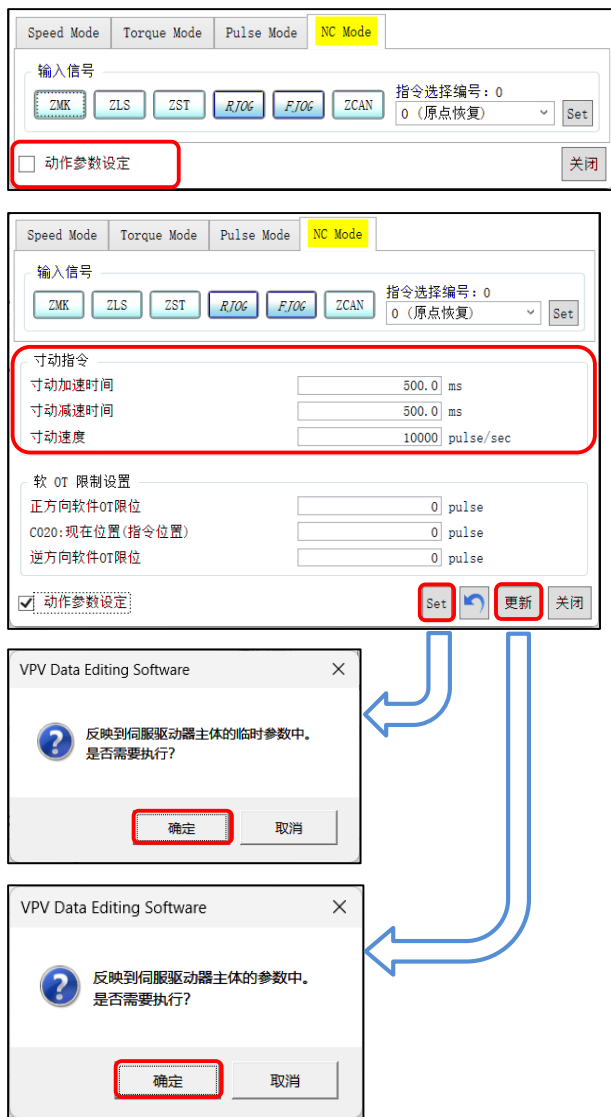 Speed Mode Torque Mode Pulse Mode NC Mode
输入信号
指令选择编号：0
ZMK ZLS ZST RJOG FJOG ZCAN 0（原点恢复） Set
动作参数设定 关闭
Speed Mode Torque Mode Pulse Mode NC Mode
输入信号
指令选择编号：0
ZMK ZLS ZST RJOG FJOG ZCAN 0（原点恢复） Set
寸动指令
寸动加速时间 500.0 ms
寸动减速时间 500.0 ms
寸动速度 10000 pulse/sec
软 OT 限制设置
正方向软件OT限位 0 pulse
C020:现在位置(指令位置) 0 pulse
逆方向软件OT限位 0 pulse
动作参数设定 Set 更新 关闭
VPV Data Editing Software
反映到伺服驱动器主体的临时参数中。
是否需要执行?
确定 取消
VPV Data Editing Software
反映到伺服驱动器主体的参数中。
是否需要执行?
确定 取消